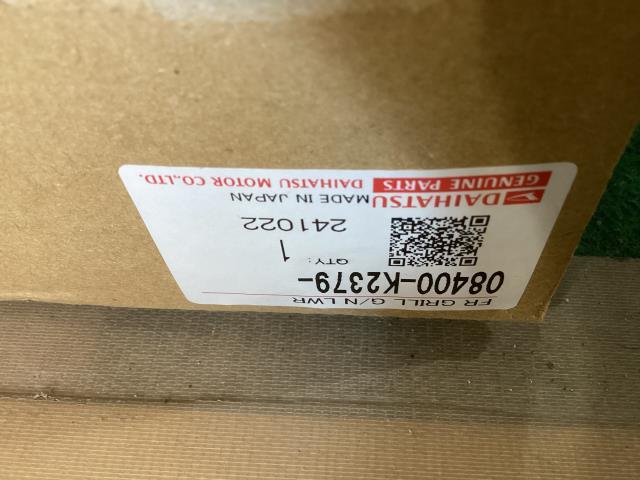 FR GRILL G/N LWR
08400-K2379-
QTY: 1
241022
MADE IN JAPAN
DAIHATSU
GENUINE PARTS DAIHATSU MOTOR CO.,LTD.